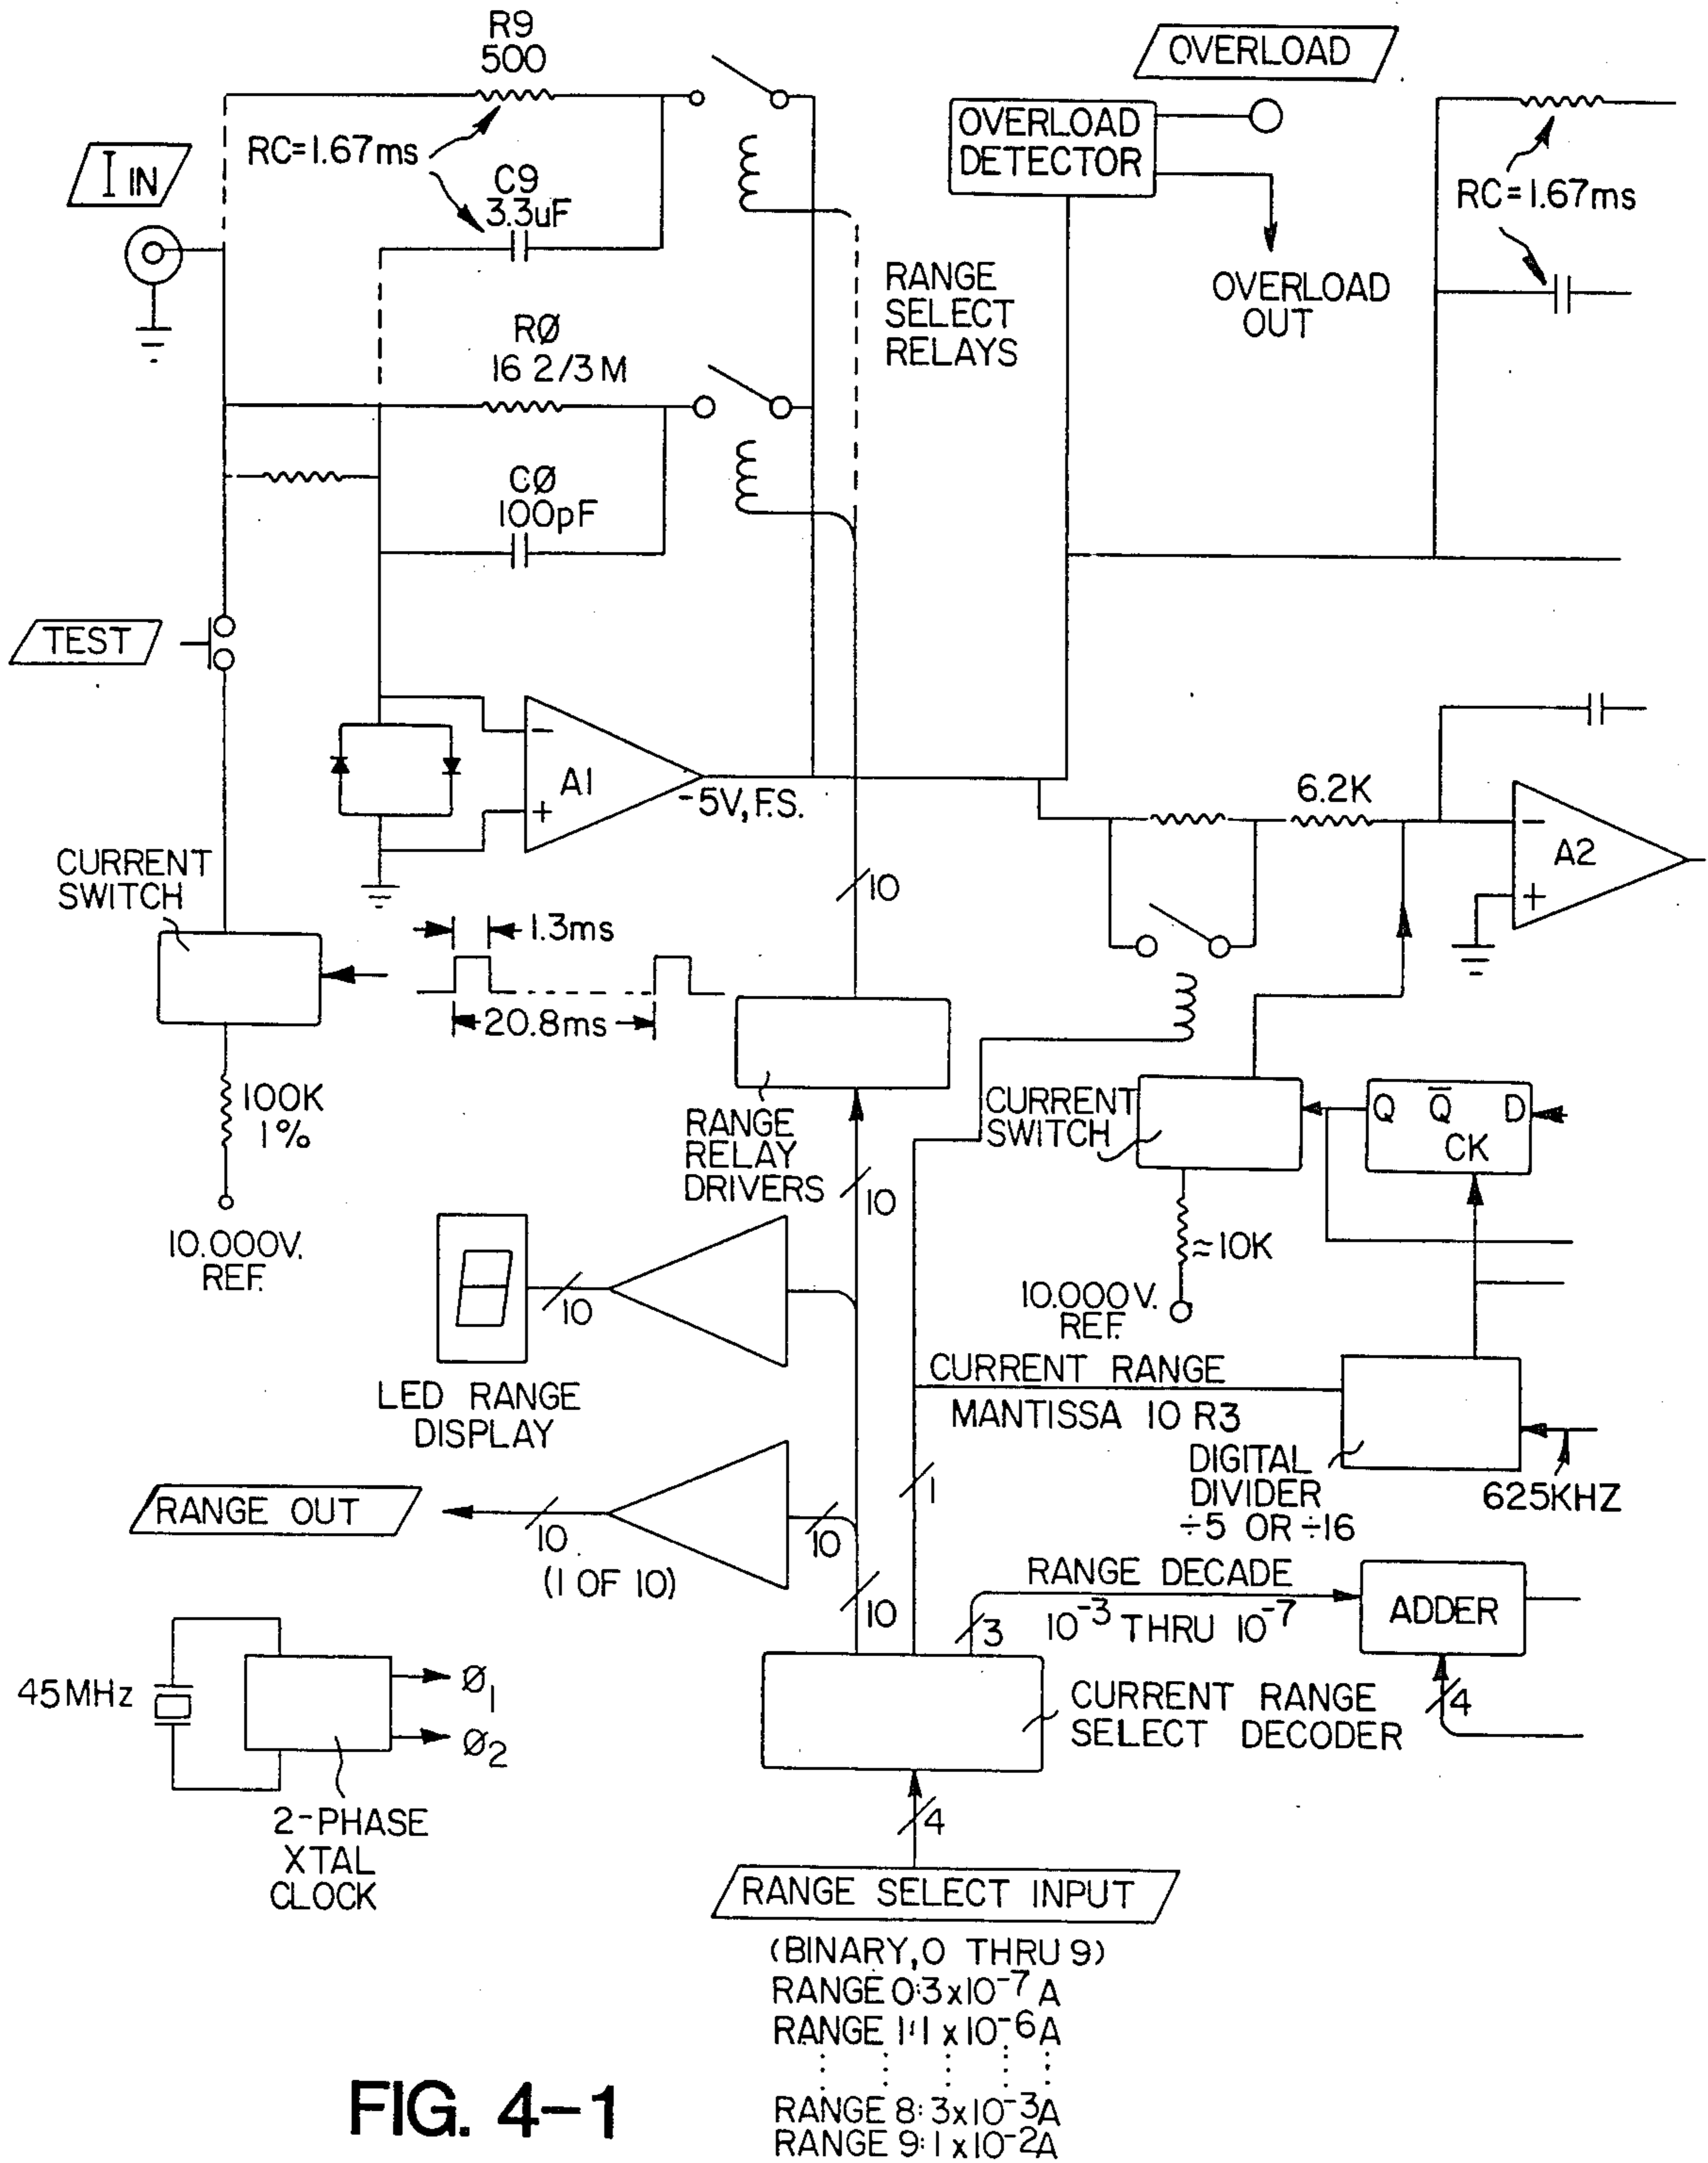 R9
500
OVERLOAD
I IN
RC=1.67ms
C9
3.3uF
OVERLOAD
DETECTOR
RC=1.67ms
RANGE
SELECT
RELAYS
OVERLOAD
OUT
RØ
16 2/3 M
CØ
100pF
TEST
−
A1
+
-5V, F.S.
6.2K
−
A2
+
CURRENT
SWITCH
10
1.3ms
20.8ms
100K
1%
10.000V.
REF.
RANGE
RELAY
DRIVERS
10
CURRENT
SWITCH
Q Q̅ D
CK
≈10K
10.000V.
REF.
10
LED RANGE
DISPLAY
CURRENT RANGE
MANTISSA 10 R3
DIGITAL
DIVIDER
÷5 OR ÷16
625KHZ
RANGE OUT
10
(1 OF 10)
10
1
10
RANGE DECADE
10⁻³ THRU 10⁻⁷
3
ADDER
4
45MHz
Ø1
Ø2
2-PHASE
XTAL
CLOCK
CURRENT RANGE
SELECT DECODER
4
RANGE SELECT INPUT
(BINARY, 0 THRU 9)
RANGE 0:3x10⁻⁷A
RANGE 1:1 x10⁻⁶A
RANGE 8:3x10⁻³A
RANGE 9:1x10⁻²A
FIG. 4-1